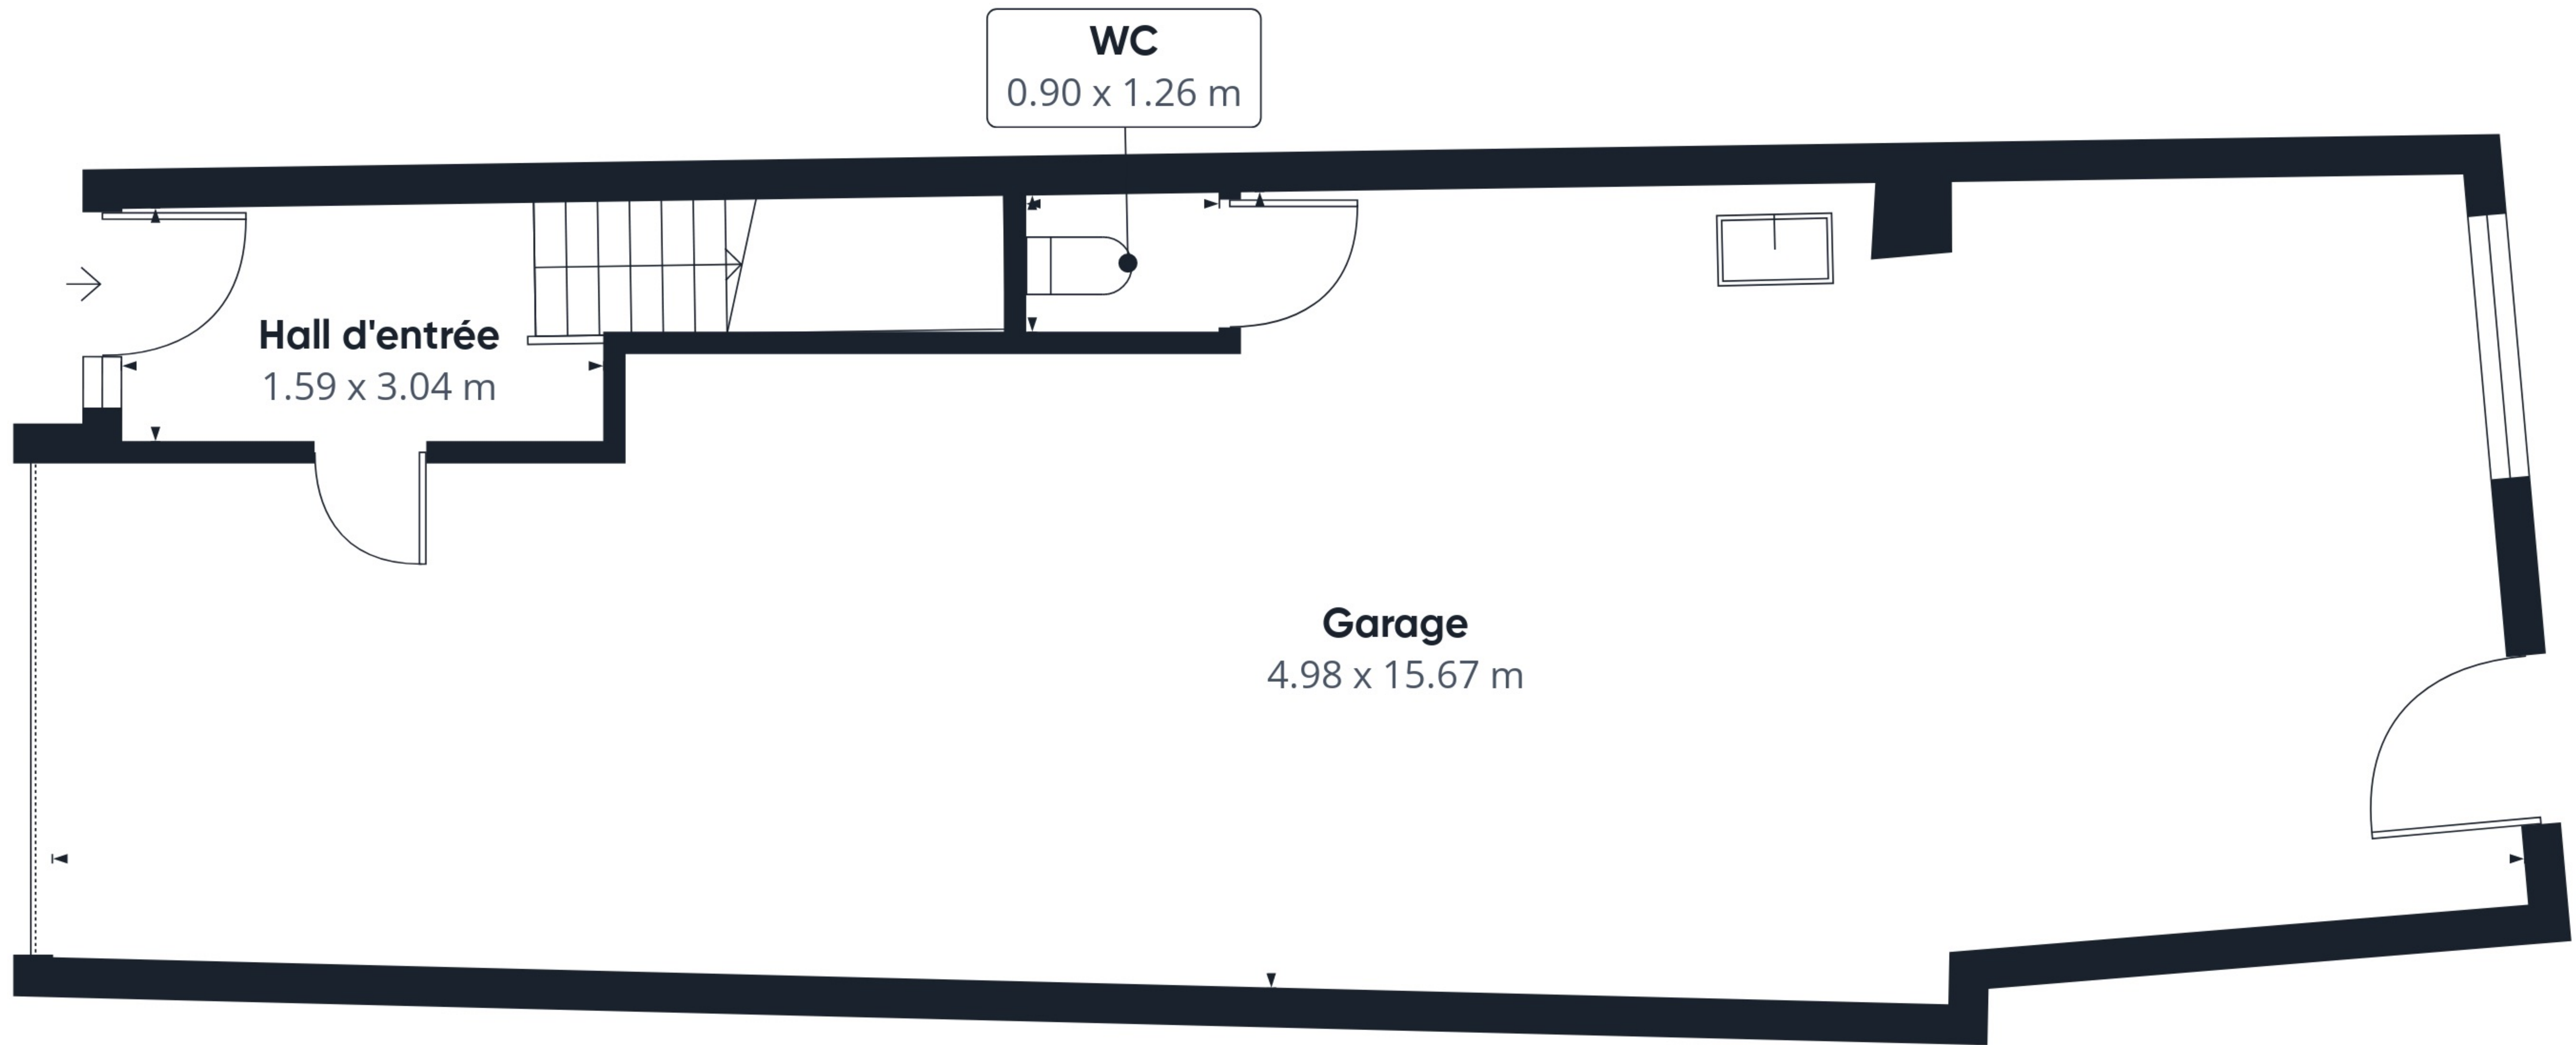 WC
0.90 x 1.26 m
Hall d'entrée
1.59 x 3.04 m
Garage
4.98 x 15.67 m